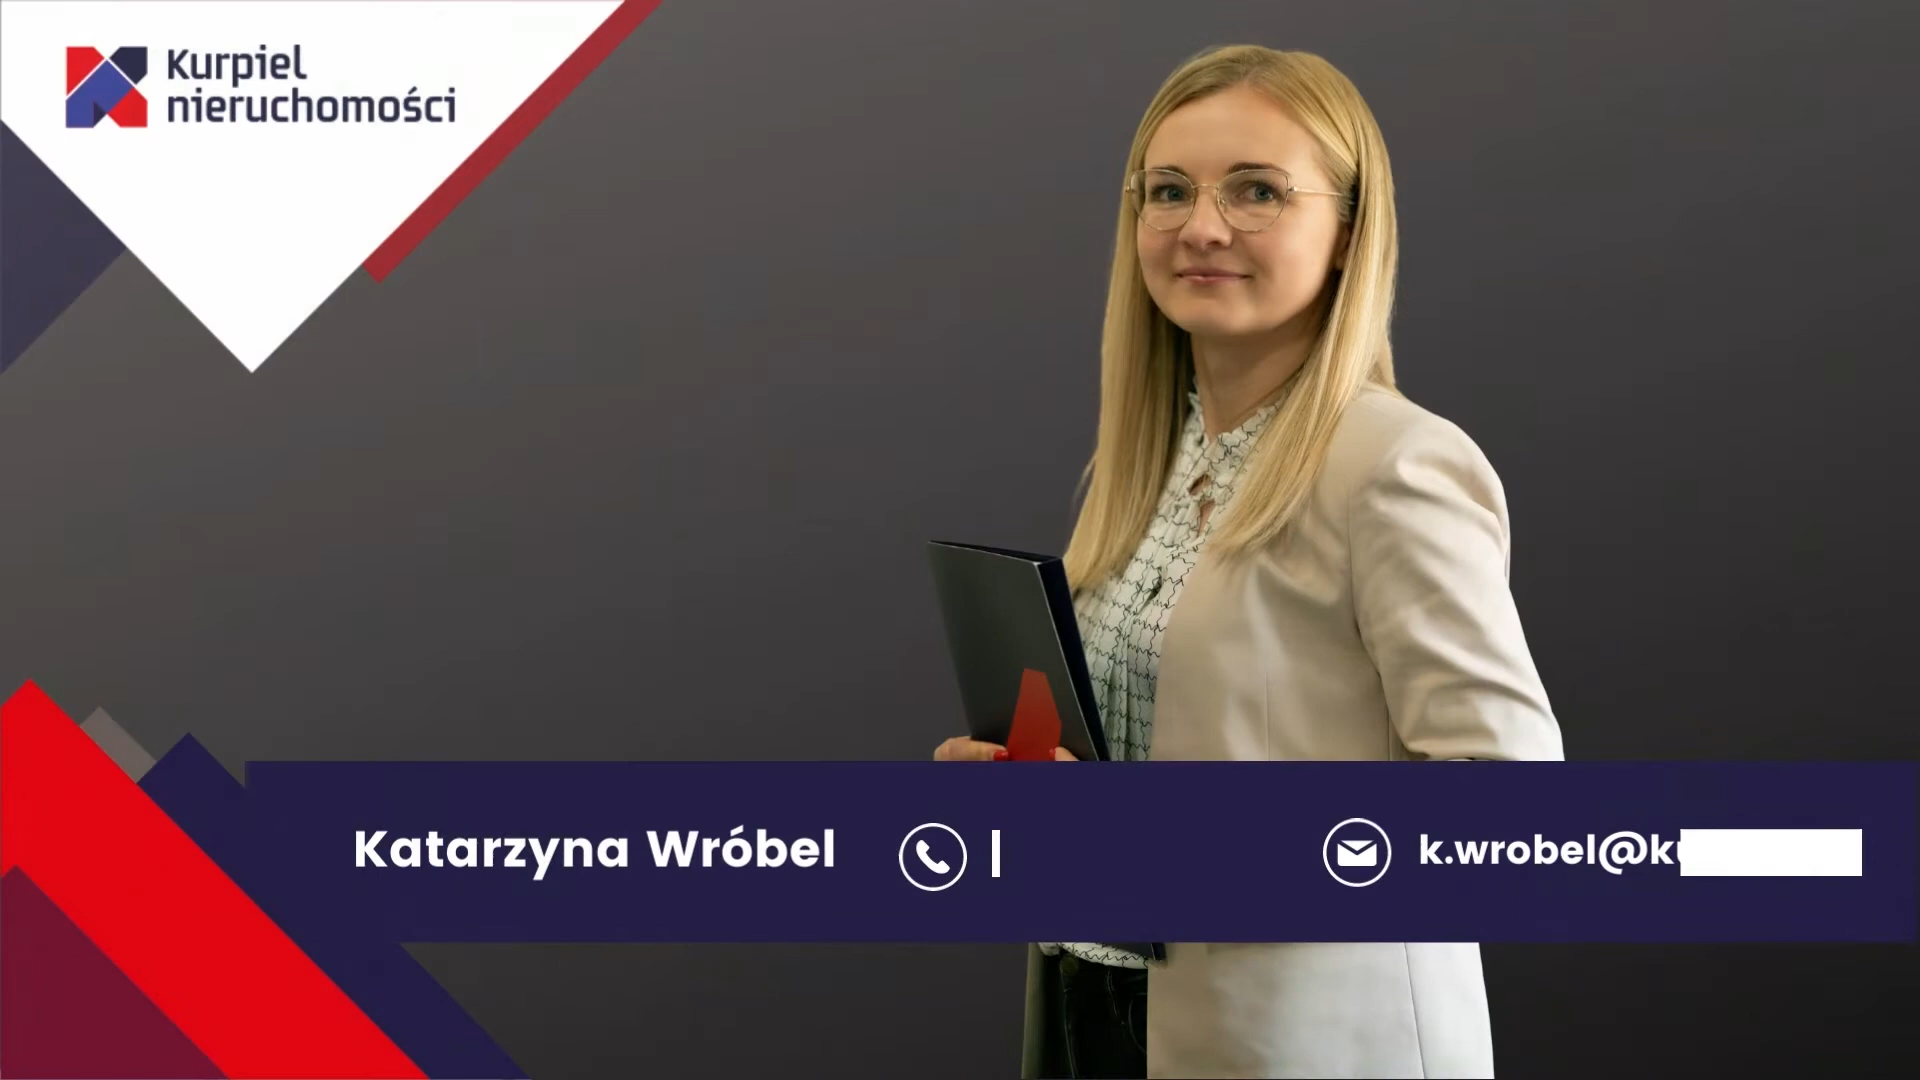 Kurpiel
nieruchomości
Katarzyna Wróbel
k.wrobel@k